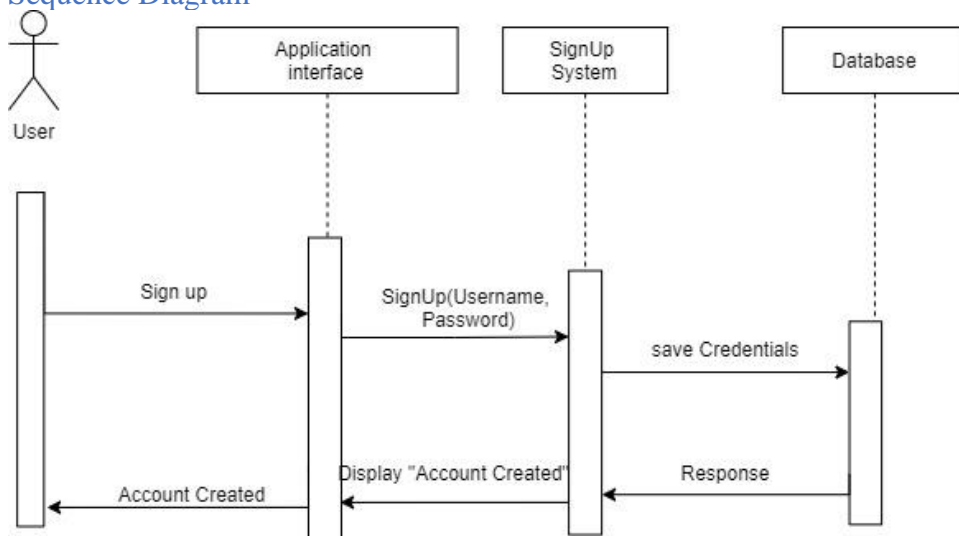 Sequence Diagram
Application
interface
SignUp
System
Database
User
Sign up
SignUp(Username,
Password)
save Credentials
Display "Account Created"
Response
Account Created